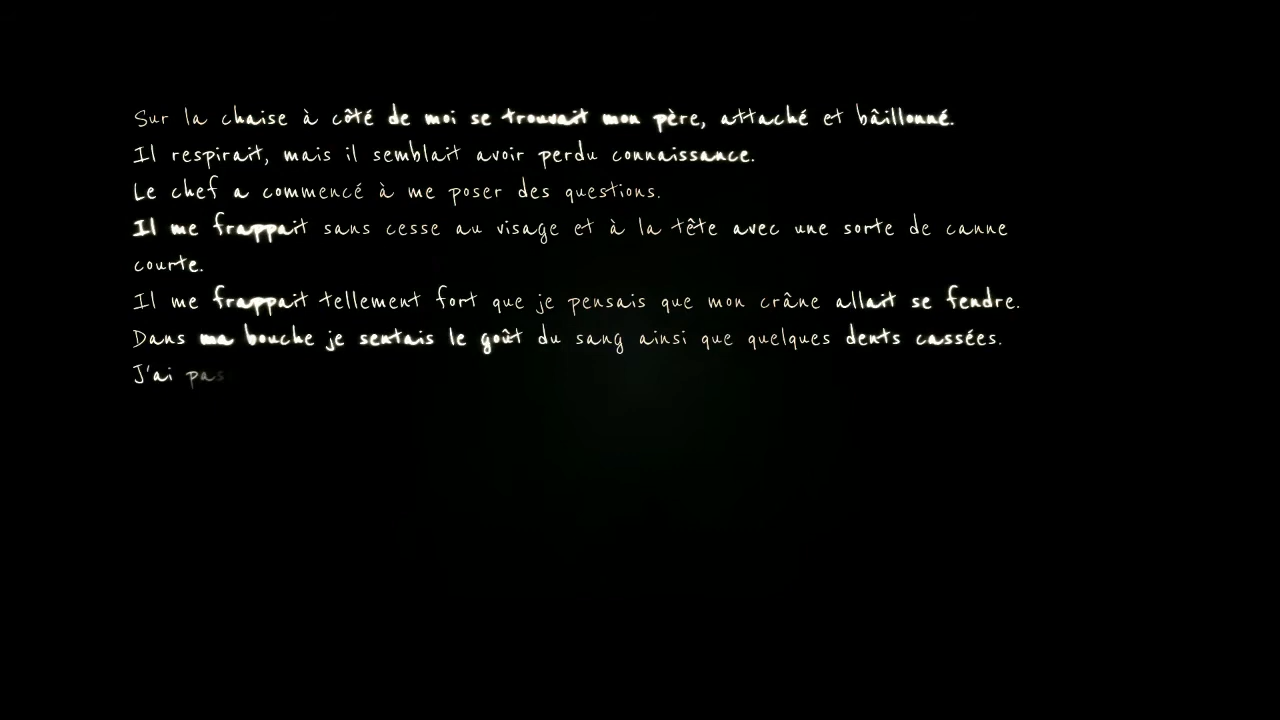 Sur la chaise à côté de moi se trouvait mon père, attaché et bâillonné.
Il respirait, mais il semblait avoir perdu connaissance.
Le chef a commencé à me poser des questions.
Il me frappait sans cesse au visage et à la tête avec une sorte de canne
courte.
Il me frappait tellement fort que je pensais que mon crâne allait se fendre.
Dans ma bouche je sentais le goût du sang ainsi que quelques dents cassées.
J'ai pas